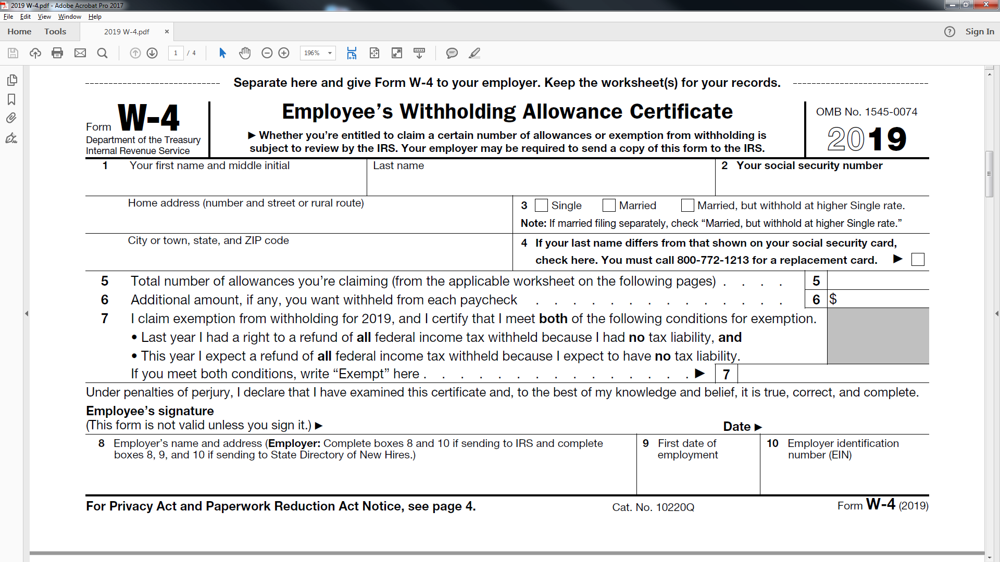 2019 W-4.pdf - Adobe Acrobat Pro 2017
File Edit View Window Help
Home Tools 2019 W-4.pdf × ? Sign In
1 / 4 196%
Separate here and give Form W-4 to your employer. Keep the worksheet(s) for your records.
Form W-4
Department of the Treasury
Internal Revenue Service
Employee’s Withholding Allowance Certificate
▶ Whether you’re entitled to claim a certain number of allowances or exemption from withholding is
subject to review by the IRS. Your employer may be required to send a copy of this form to the IRS.
OMB No. 1545-0074
2019
1 Your first name and middle initial
Last name
2 Your social security number
Home address (number and street or rural route)
3 Single Married Married, but withhold at higher Single rate.
Note: If married filing separately, check “Married, but withhold at higher Single rate.”
City or town, state, and ZIP code
4 If your last name differs from that shown on your social security card,
check here. You must call 800-772-1213 for a replacement card. ▶
5 Total number of allowances you’re claiming (from the applicable worksheet on the following pages) . . . . 5
6 Additional amount, if any, you want withheld from each paycheck . . . . . . . . . . . . . . 6 $
7 I claim exemption from withholding for 2019, and I certify that I meet both of the following conditions for exemption.
• Last year I had a right to a refund of all federal income tax withheld because I had no tax liability, and
• This year I expect a refund of all federal income tax withheld because I expect to have no tax liability.
If you meet both conditions, write “Exempt” here . . . . . . . . . . . . . . . ▶ 7
Under penalties of perjury, I declare that I have examined this certificate and, to the best of my knowledge and belief, it is true, correct, and complete.
Employee’s signature
(This form is not valid unless you sign it.) ▶ Date ▶
8 Employer’s name and address (Employer: Complete boxes 8 and 10 if sending to IRS and complete
boxes 8, 9, and 10 if sending to State Directory of New Hires.)
9 First date of
employment
10 Employer identification
number (EIN)
For Privacy Act and Paperwork Reduction Act Notice, see page 4. Cat. No. 10220Q Form W-4 (2019)